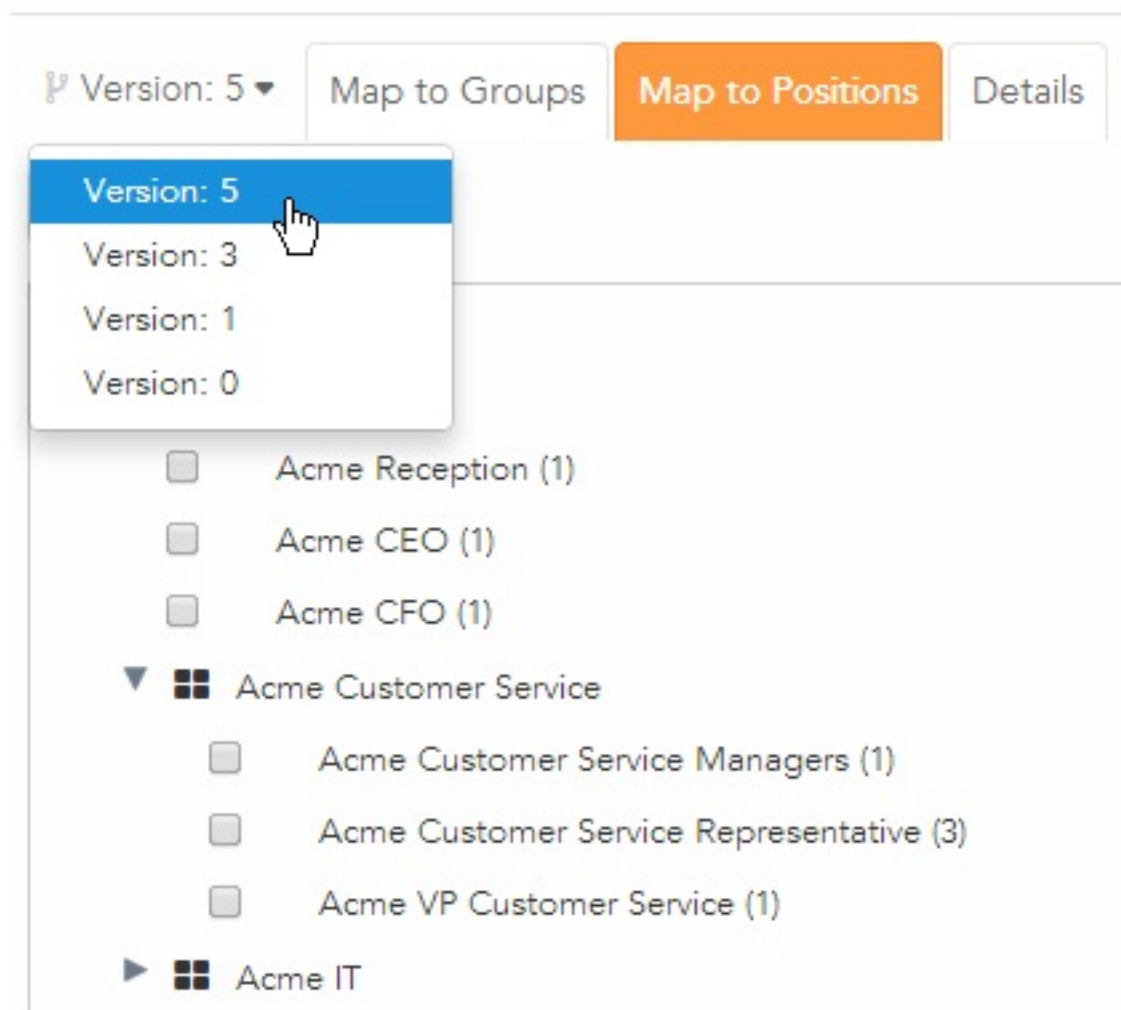 Version: 5 Map to Groups Map to Positions Details
Version: 5
Version: 3
Version: 1
Version: 0
Acme Reception (1)
Acme CEO (1)
Acme CFO (1)
Acme Customer Service
Acme Customer Service Managers (1)
Acme Customer Service Representative (3)
Acme VP Customer Service (1)
Acme IT